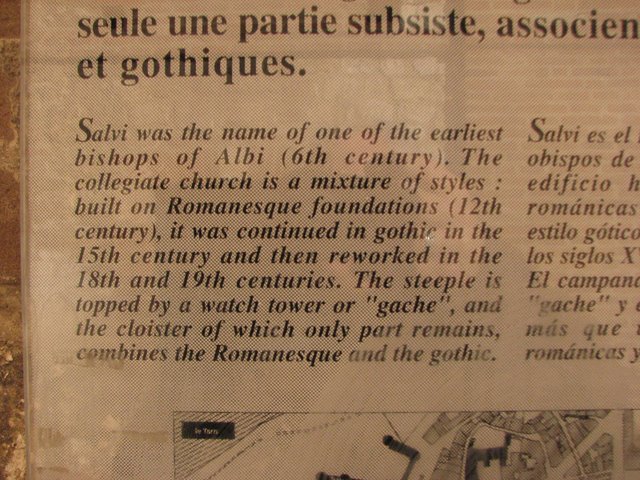 seule une partie subsiste, associen
et gothiques.
Salvi was the name of one of the earliest
bishops of Albi (6th century). The
collegiate church is a mixture of styles :
built on Romanesque foundations (12th
century), it was continued in gothic in the
15th century and then reworked in the
18th and 19th centuries. The steeple is
topped by a watch tower or "gache", and
the cloister of which only part remains,
combines the Romanesque and the gothic.
Salvi es el
obispos de
edificio h
románicas
estilo gótico
los siglos X
El campana
"gache" y
más que
románicas y
le Tarn